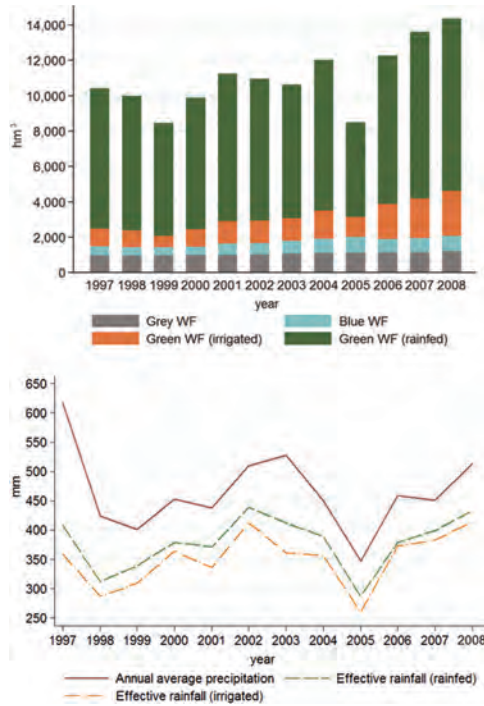 14,000
12,000
10,000
8,000
6,000
4,000
2,000
0
hm³
1997 1998 1999 2000 2001 2002 2003 2004 2005 2006 2007 2008
year
Grey WF Blue WF
Green WF (irrigated) Green WF (rainfed)
650
600
550
500
450
400
350
300
250
mm
1997 1998 1999 2000 2001 2002 2003 2004 2005 2006 2007 2008
year
Annual average precipitation Effective rainfall (rainfed)
Effective rainfall (irrigated)